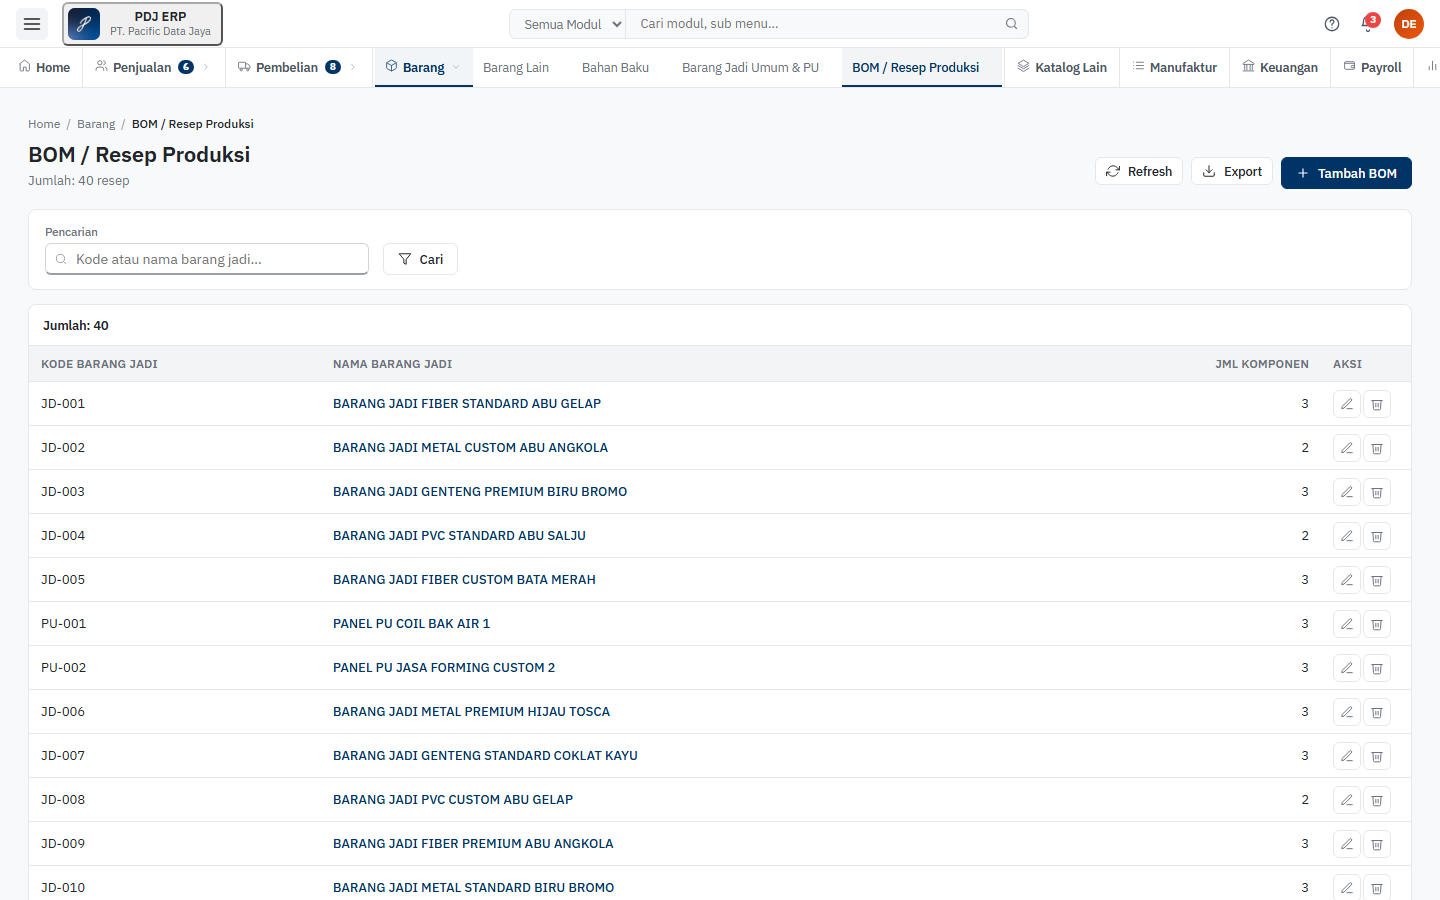 PDJ ERP
PT. Pacific Data Jaya
Semua Modul
Cari modul, sub menu...
3
DE
Home
Penjualan 6
Pembelian 8
Barang
Barang Lain
Bahan Baku
Barang Jadi Umum & PU
BOM / Resep Produksi
Katalog Lain
Manufaktur
Keuangan
Payroll
Home / Barang / BOM / Resep Produksi
BOM / Resep Produksi
Jumlah: 40 resep
Refresh
Export
+ Tambah BOM
Pencarian
Kode atau nama barang jadi...
Cari
Jumlah: 40
KODE BARANG JADI NAMA BARANG JADI JML KOMPONEN AKSI
JD-001 BARANG JADI FIBER STANDARD ABU GELAP 3
JD-002 BARANG JADI METAL CUSTOM ABU ANGKOLA 2
JD-003 BARANG JADI GENTENG PREMIUM BIRU BROMO 3
JD-004 BARANG JADI PVC STANDARD ABU SALJU 2
JD-005 BARANG JADI FIBER CUSTOM BATA MERAH 3
PU-001 PANEL PU COIL BAK AIR 1 3
PU-002 PANEL PU JASA FORMING CUSTOM 2 3
JD-006 BARANG JADI METAL PREMIUM HIJAU TOSCA 3
JD-007 BARANG JADI GENTENG STANDARD COKLAT KAYU 3
JD-008 BARANG JADI PVC CUSTOM ABU GELAP 2
JD-009 BARANG JADI FIBER PREMIUM ABU ANGKOLA 3
JD-010 BARANG JADI METAL STANDARD BIRU BROMO 3